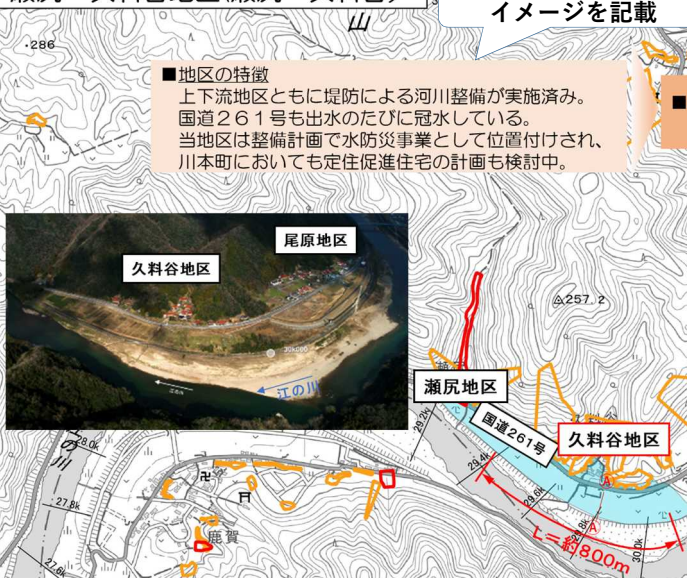 イメージを記載
山
・286
■地区の特徴
上下流地区ともに堤防による河川整備が実施済み。
国道261号も出水のたびに冠水している。
当地区は整備計画で水防災事業として位置付けされ、
川本町においても定住促進住宅の計画も検討中。
■
尾原地区
久料谷地区
30k000
江の川
257.2
瀬尻地区
国道261号
久料谷地区
の川
28.0k
27.8k
27.6k
29.2k
29.4k
29.6k
29.8k
30.0k
A
A
L=約800m
鹿賀